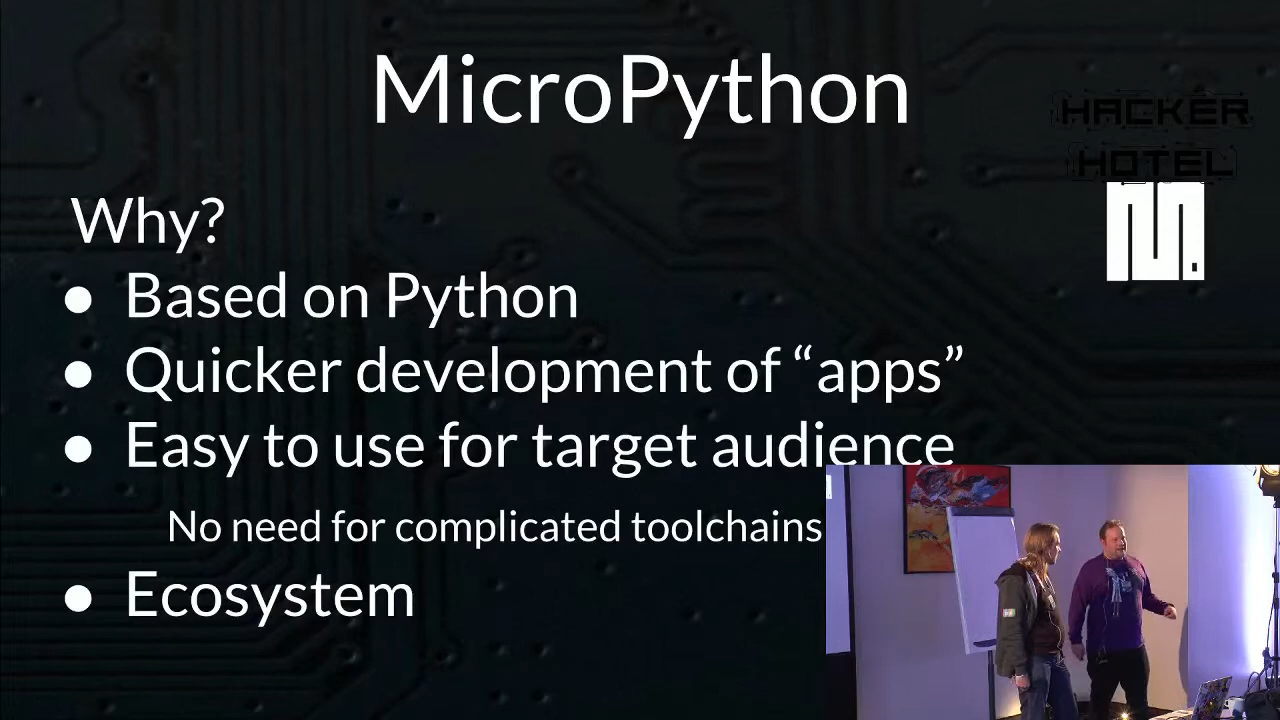 MicroPython
HACKER
HOTEL
Why?
● Based on Python
● Quicker development of “apps”
● Easy to use for target audience
No need for complicated toolchains
● Ecosystem